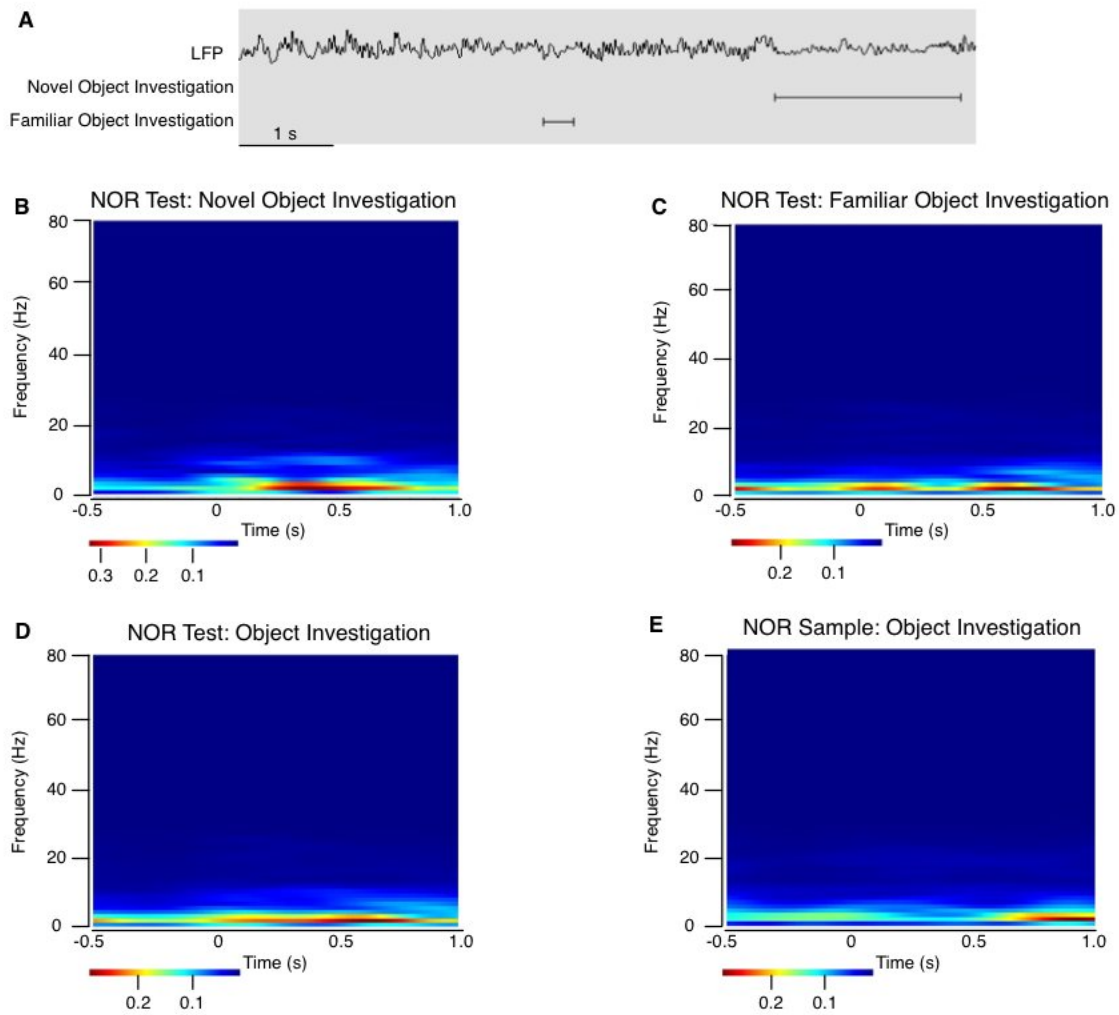 A
LFP
Novel Object Investigation
Familiar Object Investigation
1 s
B
NOR Test: Novel Object Investigation
80
60
40
20
0
Frequency (Hz)
-0.5
0
0.5
1.0
Time (s)
0.3
0.2
0.1
C
NOR Test: Familiar Object Investigation
80
60
40
20
0
Frequency (Hz)
-0.5
0
0.5
1.0
Time (s)
0.2
0.1
D
NOR Test: Object Investigation
80
60
40
20
0
Frequency (Hz)
-0.5
0
0.5
1.0
Time (s)
0.2
0.1
E
NOR Sample: Object Investigation
80
60
40
20
0
Frequency (Hz)
-0.5
0
0.5
1.0
Time (s)
0.2
0.1